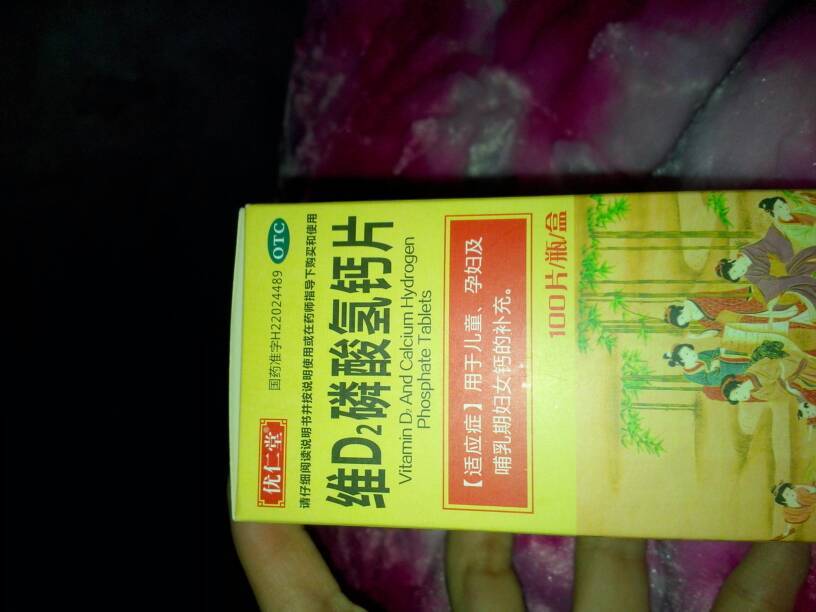 优仁堂®
国药准字H22024489
OTC
请仔细阅读说明书并按说明使用或在药师指导下购买和使用
维D₂磷酸氢钙片
Vitamin D₂ And Calcium Hydrogen
Phosphate Tablets
【适应症】用于儿童、孕妇及
哺乳期妇女钙的补充。
100片/瓶/盒